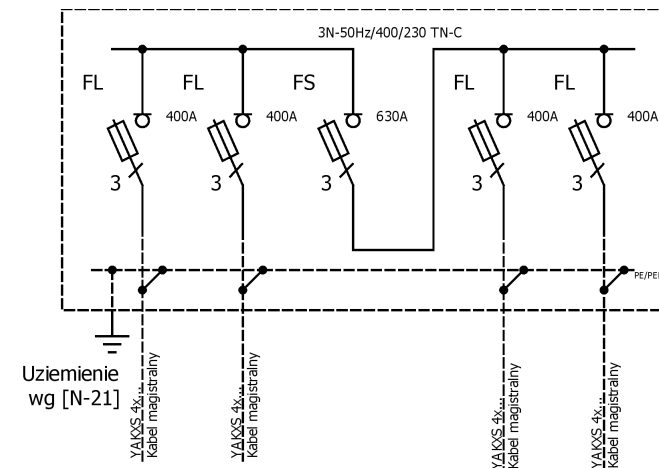 3N-50Hz/400/230 TN-C
FL
FL
FS
FL
FL
400A
400A
630A
400A
400A
3
3
3
3
3
PE/PE
Uziemienie
wg [N-21]
YAKXS 4x...
Kabel magistralny
YAKXS 4x...
Kabel magistralny
YAKXS 4x...
Kabel magistralny
YAKXS 4x...
Kabel magistralny